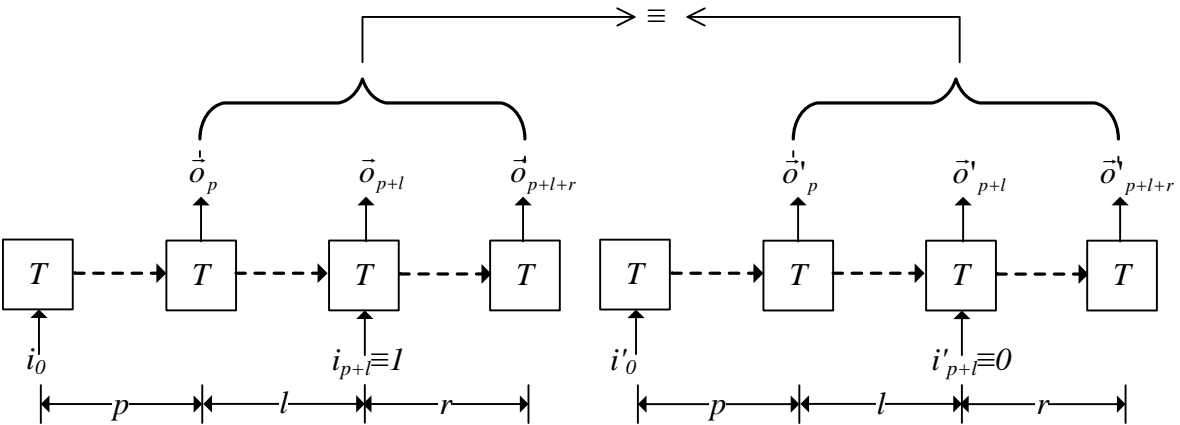 ≡
o⃗_p o⃗_{p+l} o⃗_{p+l+r} o⃗'_p o⃗'_{p+l} o⃗'_{p+l+r}
T T T T T T T T
i_0 i_{p+l}≡1 i'_0 i'_{p+l}≡0
p l r p l r